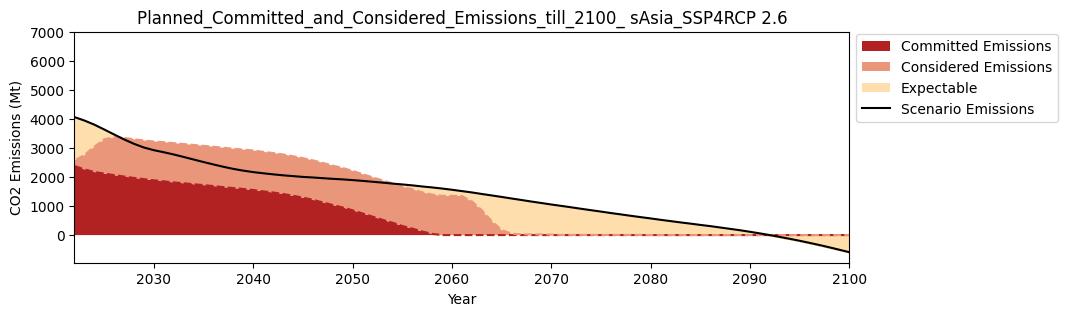 Planned_Committed_and_Considered_Emissions_till_2100_ sAsia_SSP4RCP 2.6
7000
6000
5000
4000
3000
2000
1000
0
CO2 Emissions (Mt)
2030 2040 2050 2060 2070 2080 2090 2100
Year
Committed Emissions
Considered Emissions
Expectable
Scenario Emissions